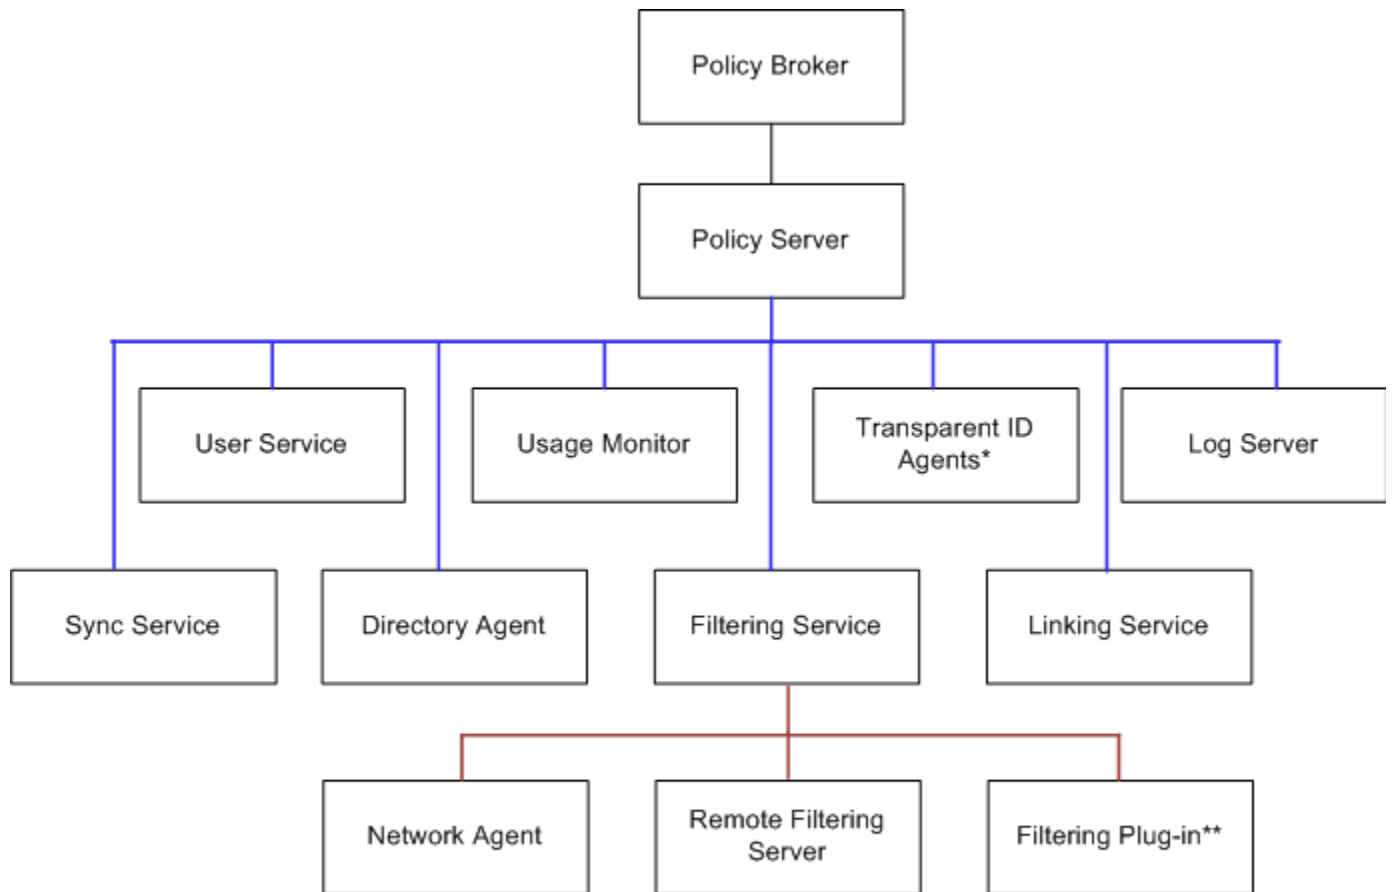 Policy Broker
Policy Server
User Service
Usage Monitor
Transparent ID
Agents*
Log Server
Sync Service
Directory Agent
Filtering Service
Linking Service
Network Agent
Remote Filtering
Server
Filtering Plug-in**